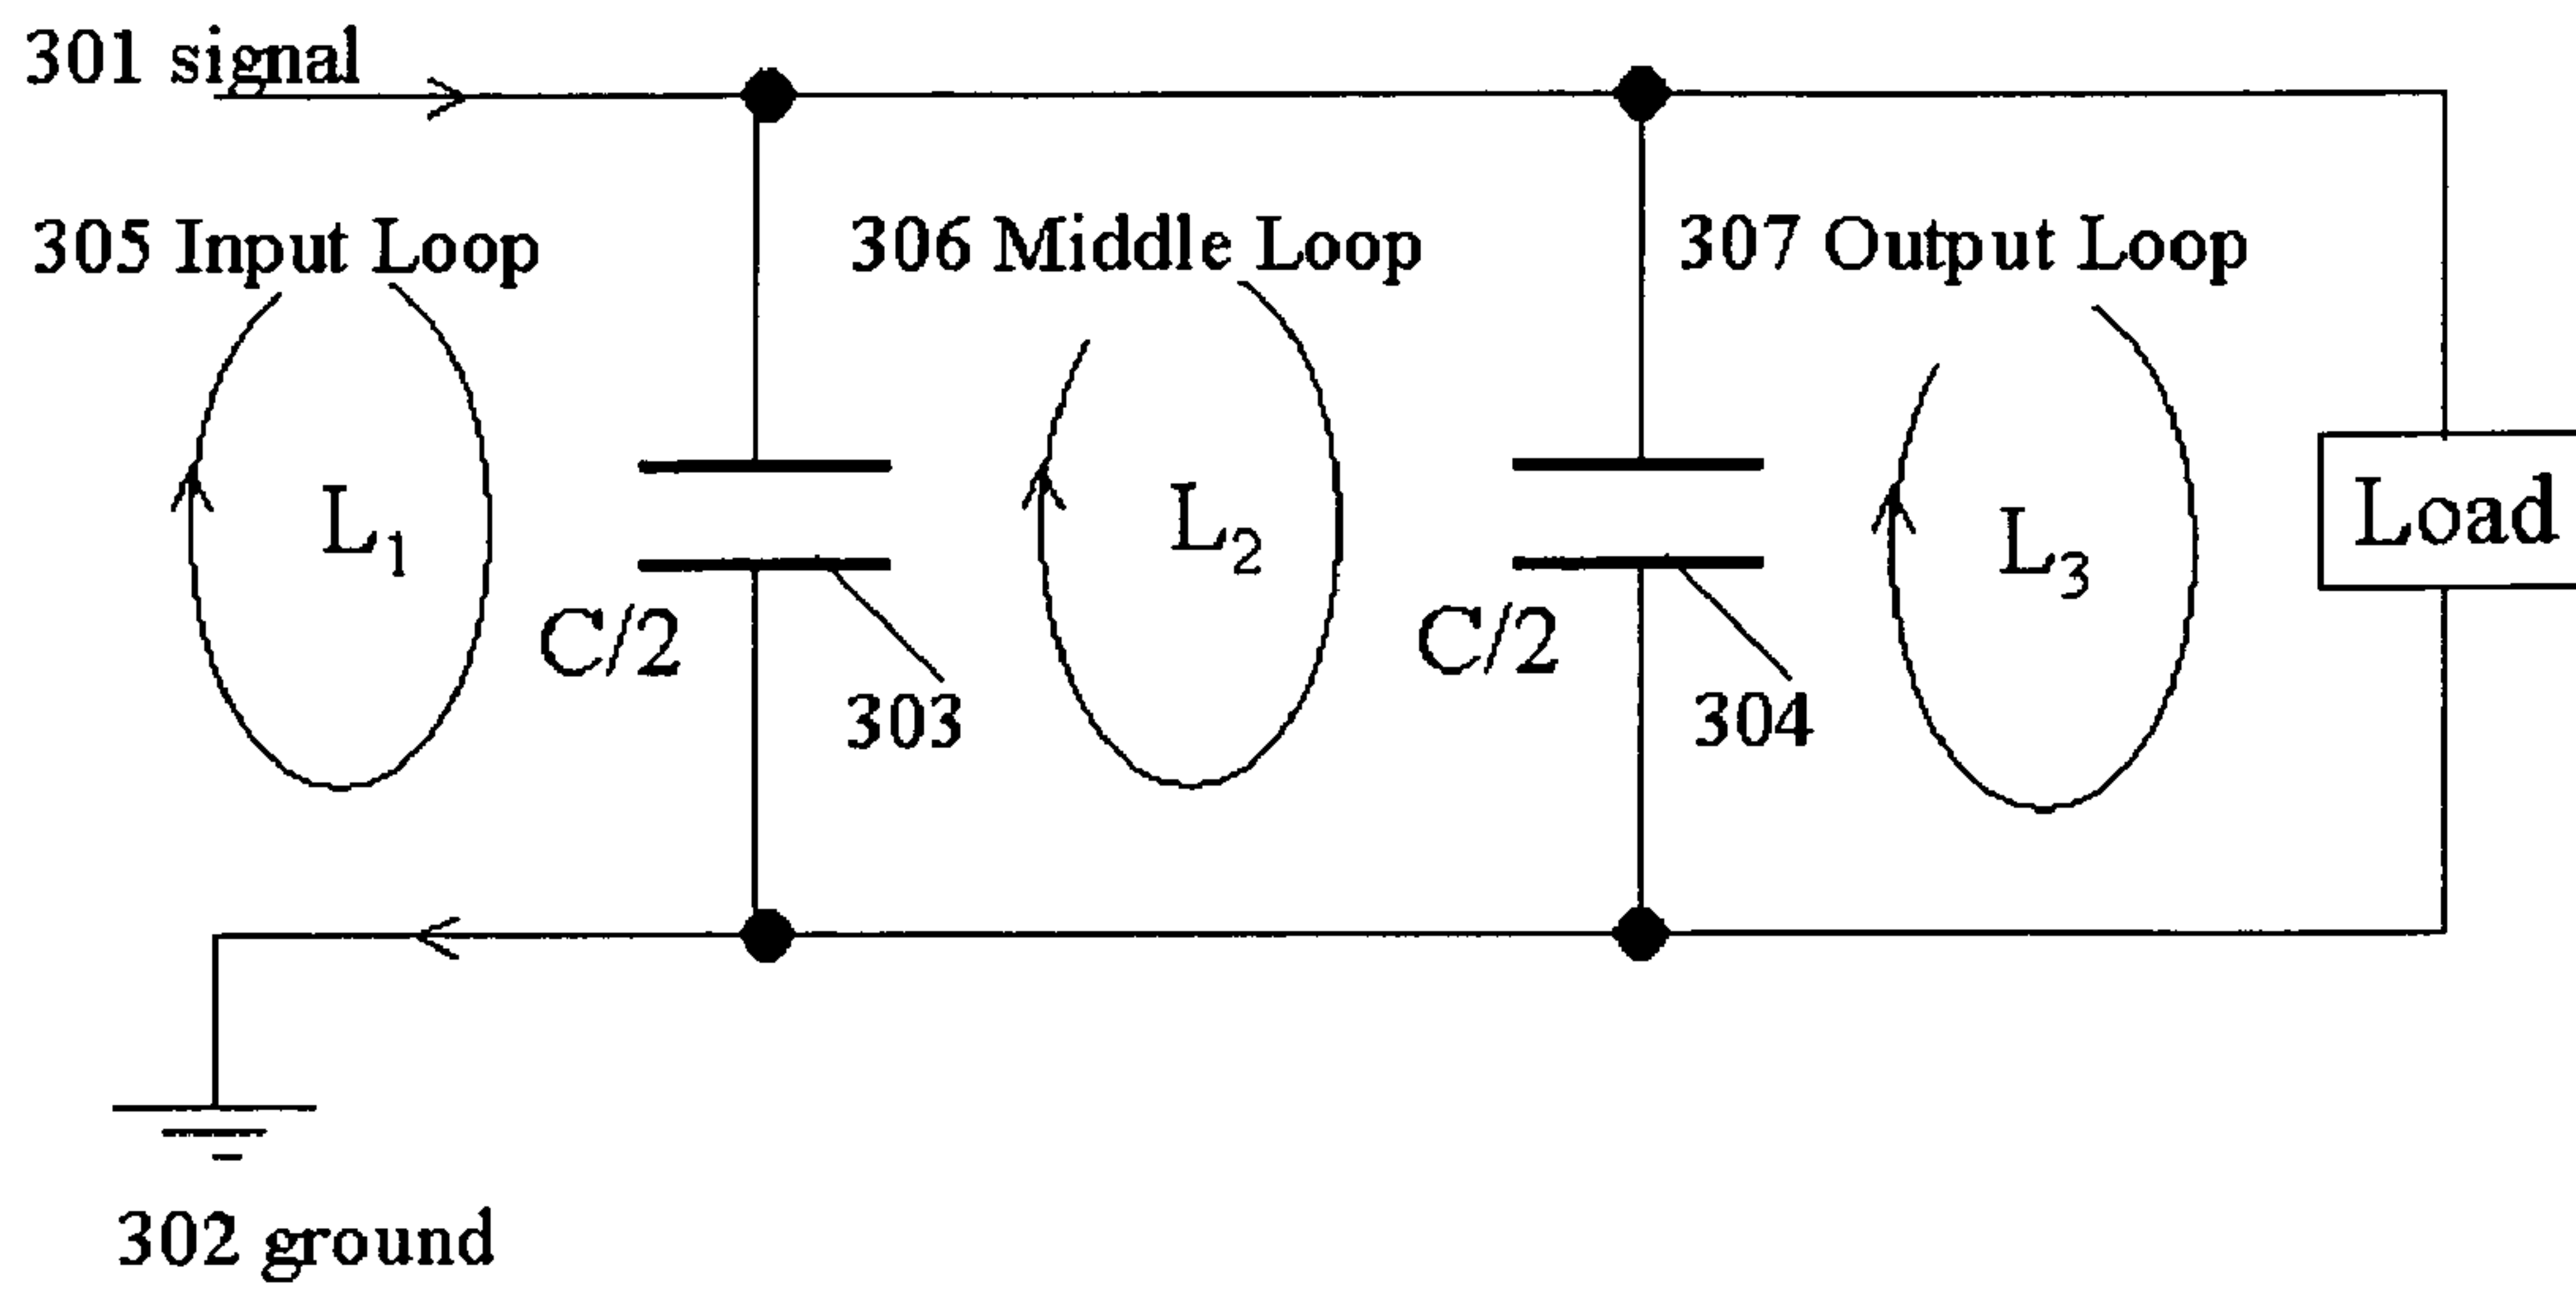 301 signal
305 Input Loop
306 Middle Loop
307 Output Loop
L1
L2
L3
Load
C/2
C/2
303
304
302 ground